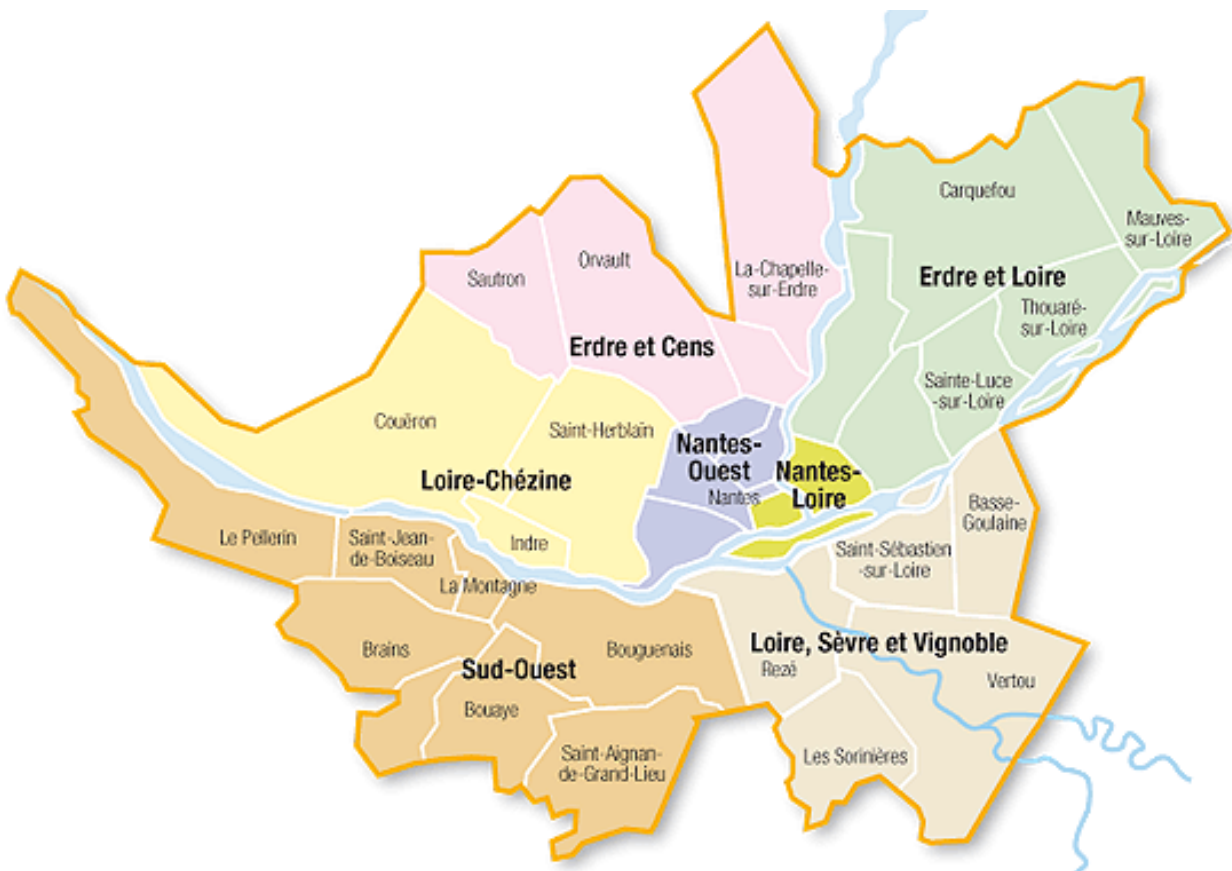 Carquefou
Mauves-
sur-Loire
Orvault
La-Chapelle-
sur-Erdre
Sautron
Erdre et Loire
Thouaré-
sur-Loire
Erdre et Cens
Sainte-Luce
-sur-Loire
Couëron
Saint-Herblain
Nantes-
Ouest
Nantes
Nantes-
Loire
Loire-Chézine
Basse-
Goulaine
Le Pellerin
Saint-Jean-
de-Boiseau
Indre
Saint-Sébastien
-sur-Loire
La Montagne
Brains
Sud-Ouest
Bouguenais
Loire, Sèvre et Vignoble
Rezé
Vertou
Bouaye
Saint-Aignan-
de-Grand-Lieu
Les Sorinières